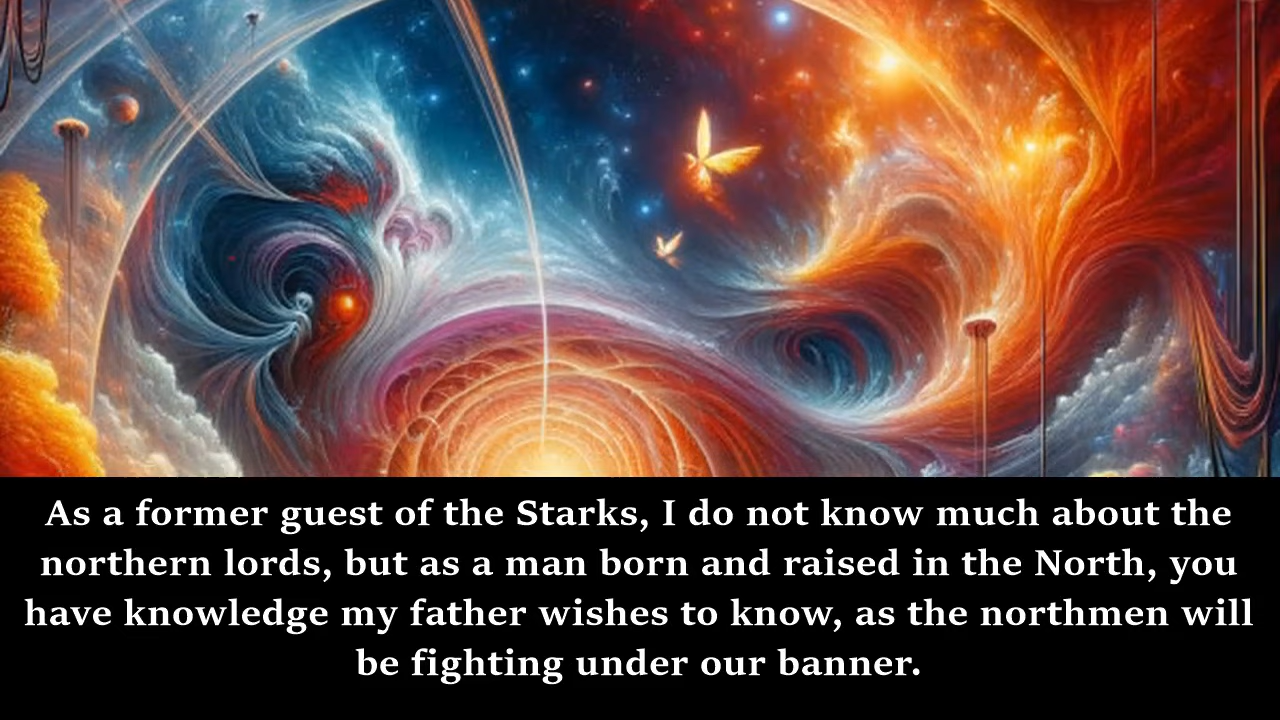 As a former guest of the Starks, I do not know much about the
northern lords, but as a man born and raised in the North, you
have knowledge my father wishes to know, as the northmen will
be fighting under our banner.